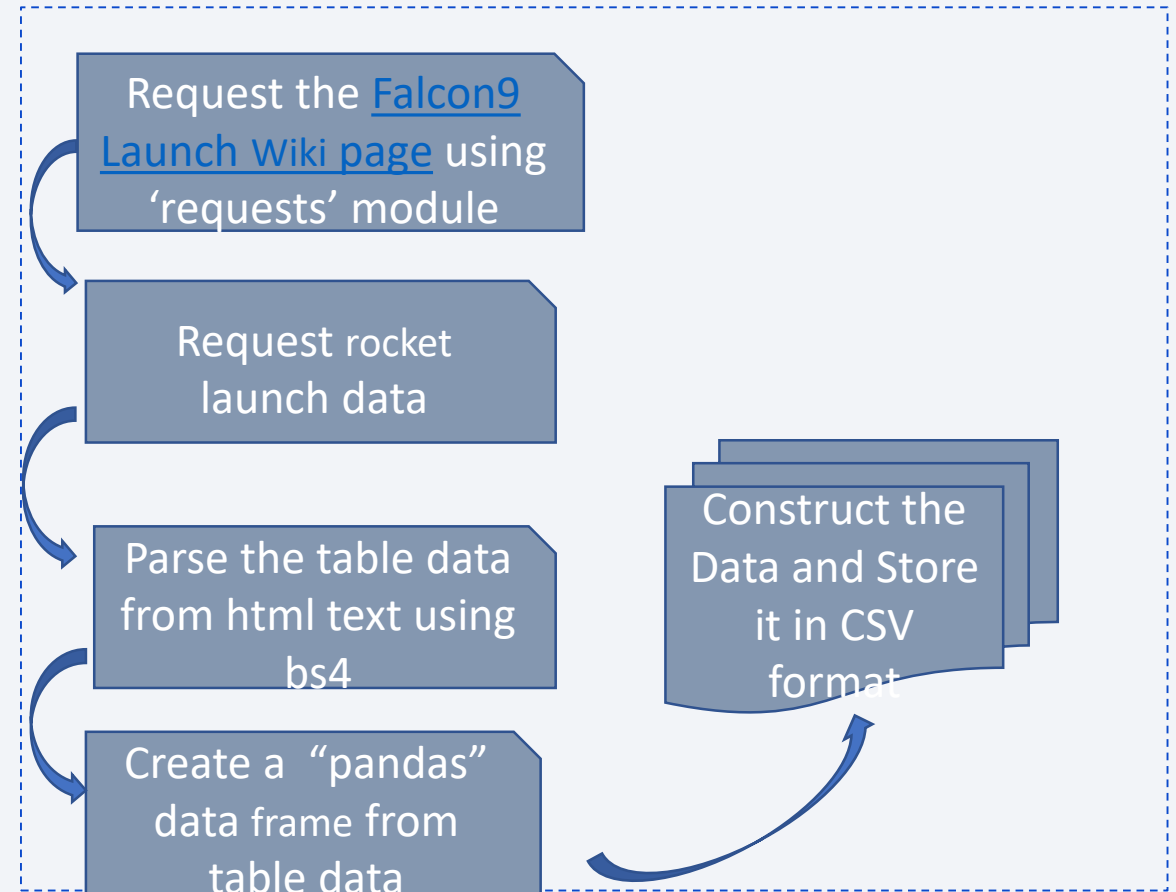 Request the Falcon9
Launch Wiki page using
‘requests’ module
Request rocket
launch data
Parse the table data
from html text using
bs4
Create a “pandas”
data frame from
table data
Construct the
Data and Store
it in CSV
format